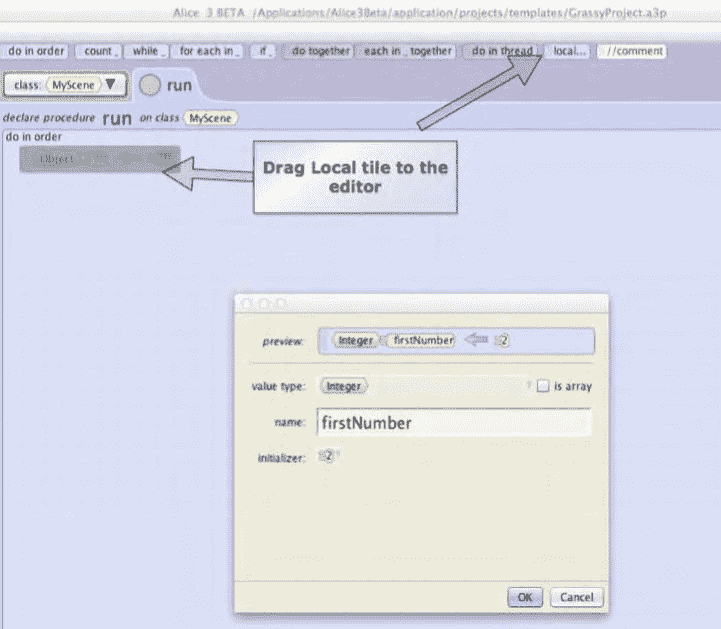 Alice 3 BETA /Applications/Alice3Beta/application/projects/templates/GrassyProject.a3p
do in order count while for each in if do together each in together do in thread local... //comment
class: MyScene run
declare procedure run on class MyScene
do in order
Object
Drag Local tile to the
editor
preview: Integer firstNumber 2
value type: Integer is array
name: firstNumber
initializer: 2
OK Cancel